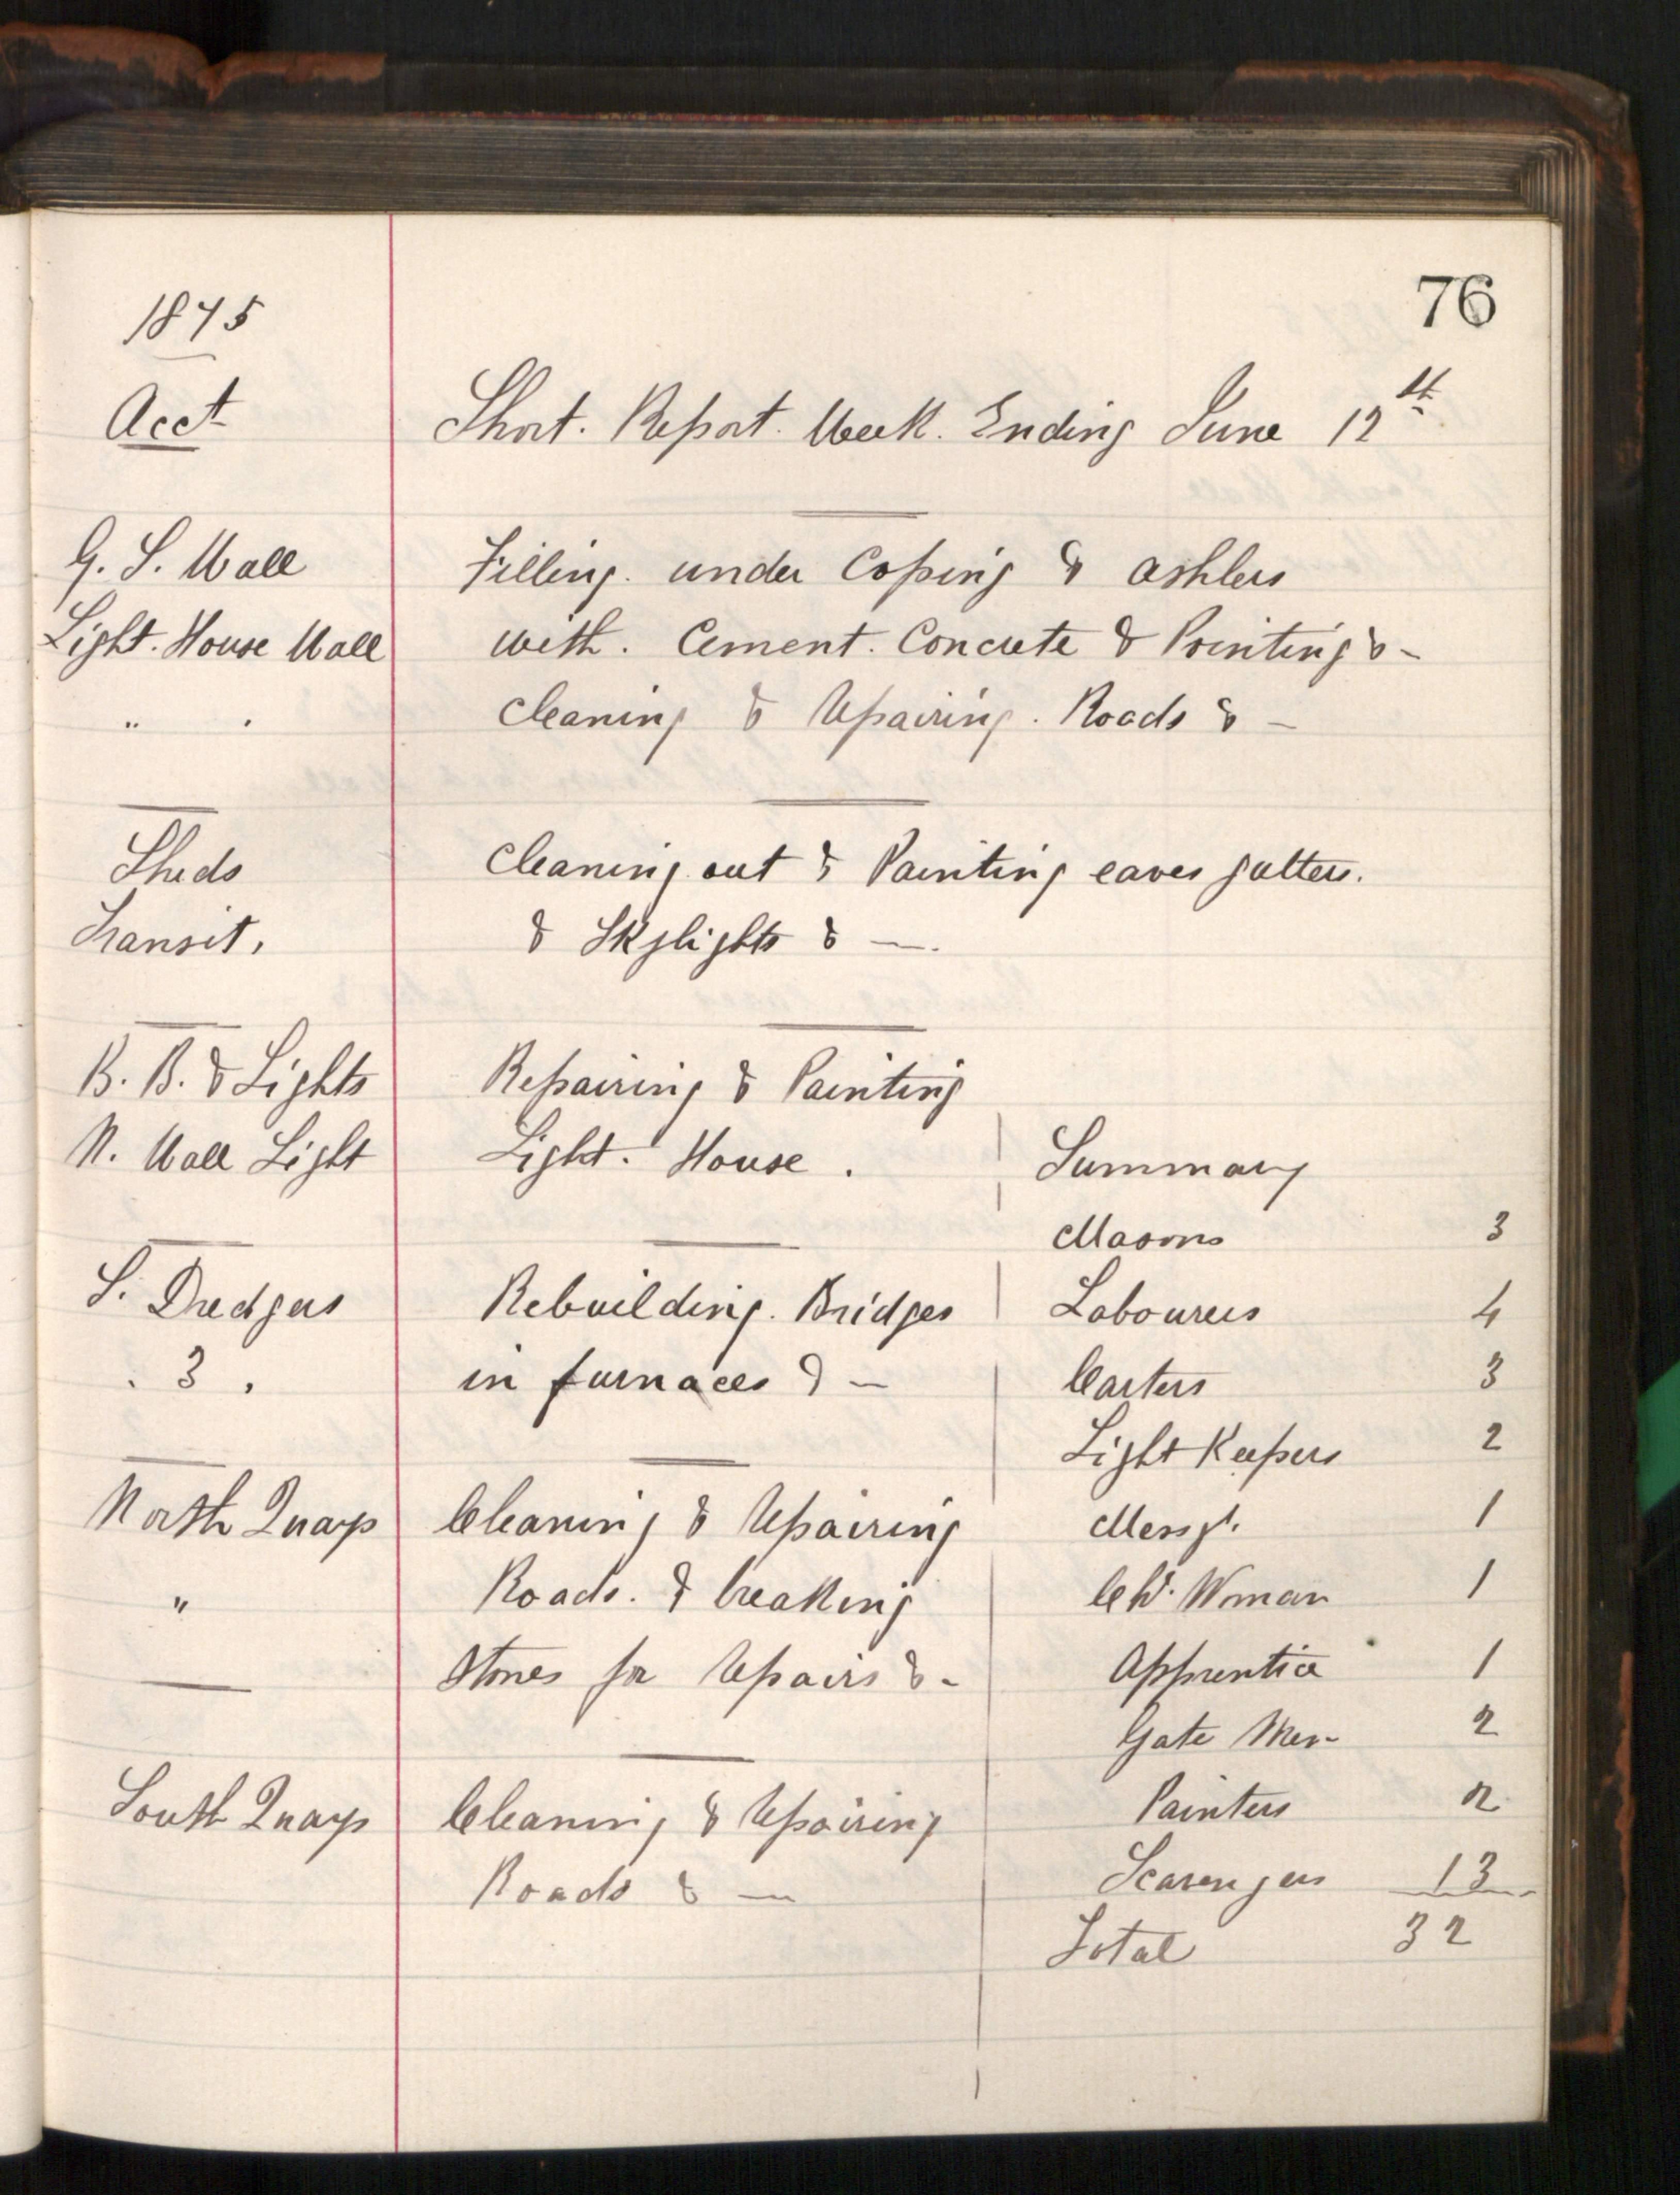 76
1875
Acct Short. Report. Week. Ending June 12th
G. S. Wall Filling. under Coping & ashlers
Light. House Wall with. Cement. Concrete & Pointing & -
" " cleaning & Repairing. Roads & -
Sheds Cleaning out & Painting eaves gutters.
Transit, & Skylights & -.
B. B. & Lights Repairing & Painting
N. Wall Light Light. House.
Summary
Masons 3
S. Dredgers Rebuilding. Bridges
Labourers 4
. 3 . in furnaces & -
Carters 3
Light Keepers 2
North Quays Cleaning & Repairing
Messgr. 1
" Roads. & breaking
Cg. Woman 1
Stones for Repairs & -
Apprentice 1
Gate Men 2
South Quays Cleaning & Repairing
Painters 2
Roads & -
Scavengers 13
Total 32